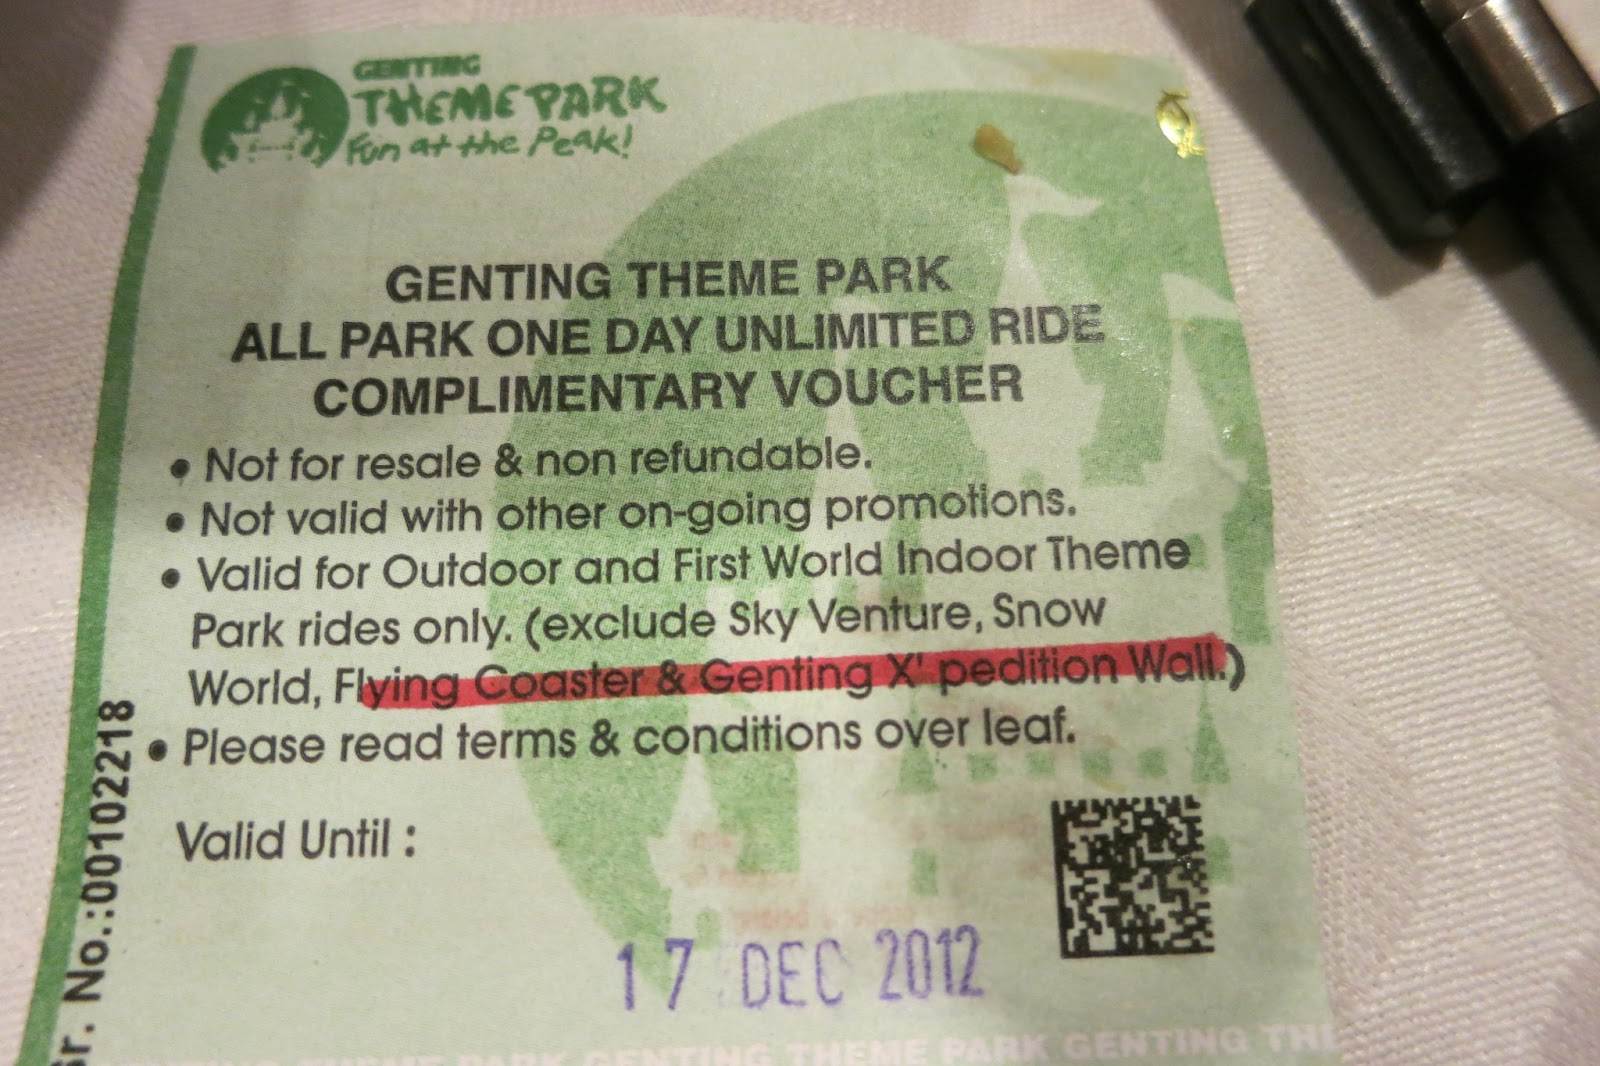 GENTING
THEME PARK
Fun at the Peak!
GENTING THEME PARK
ALL PARK ONE DAY UNLIMITED RIDE
COMPLIMENTARY VOUCHER
• Not for resale & non refundable.
• Not valid with other on-going promotions.
• Valid for Outdoor and First World Indoor Theme
Park rides only. (exclude Sky Venture, Snow
World, Flying Coaster & Genting X' pedition Wall.)
• Please read terms & conditions over leaf.
Valid Until :
17 DEC 2012
Sr. No.:00102218
THEME PARK GENTING THEME PARK GENTING